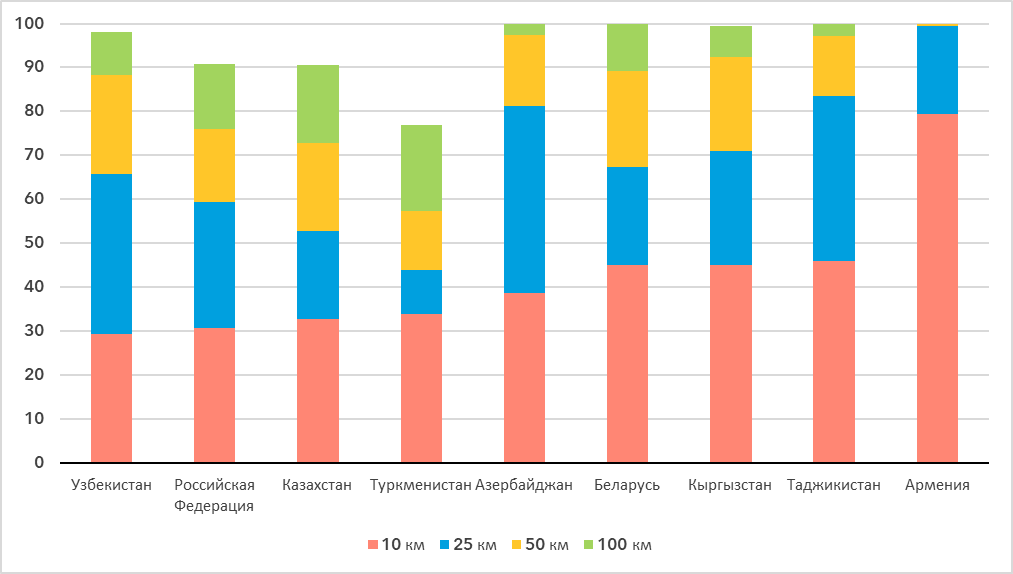 100
90
80
70
60
50
40
30
20
10
0
Узбекистан
Российская
Федерация
Казахстан
Туркменистан
Азербайджан
Беларусь
Кыргызстан
Таджикистан
Армения
10 км 25 км 50 км 100 км